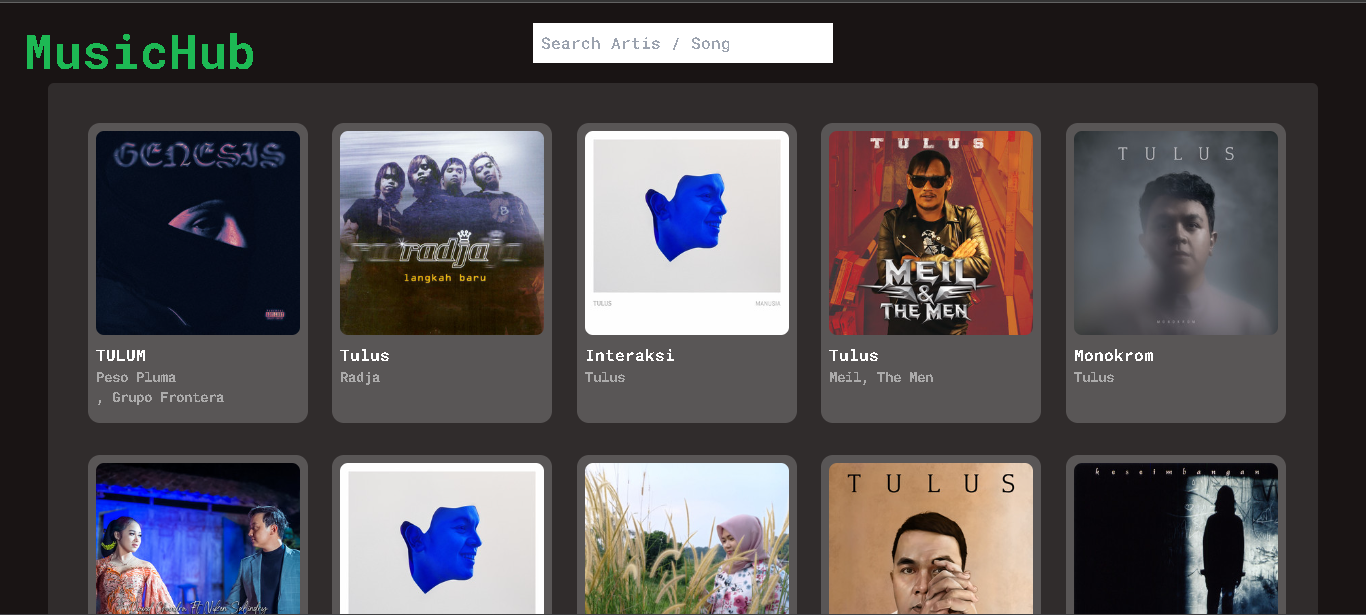 MusicHub
Search Artis / Song
GENESIS
TULUM
Peso Pluma
, Grupo Frontera
radja
langkah baru
Tulus
Radja
TULUS MANUSIA
Interaksi
Tulus
TULUS
MEIL
&
THE MEN
Tulus
Meil, The Men
TULUS
MONOKROM
Monokrom
Tulus
TULUS
keseimbangan